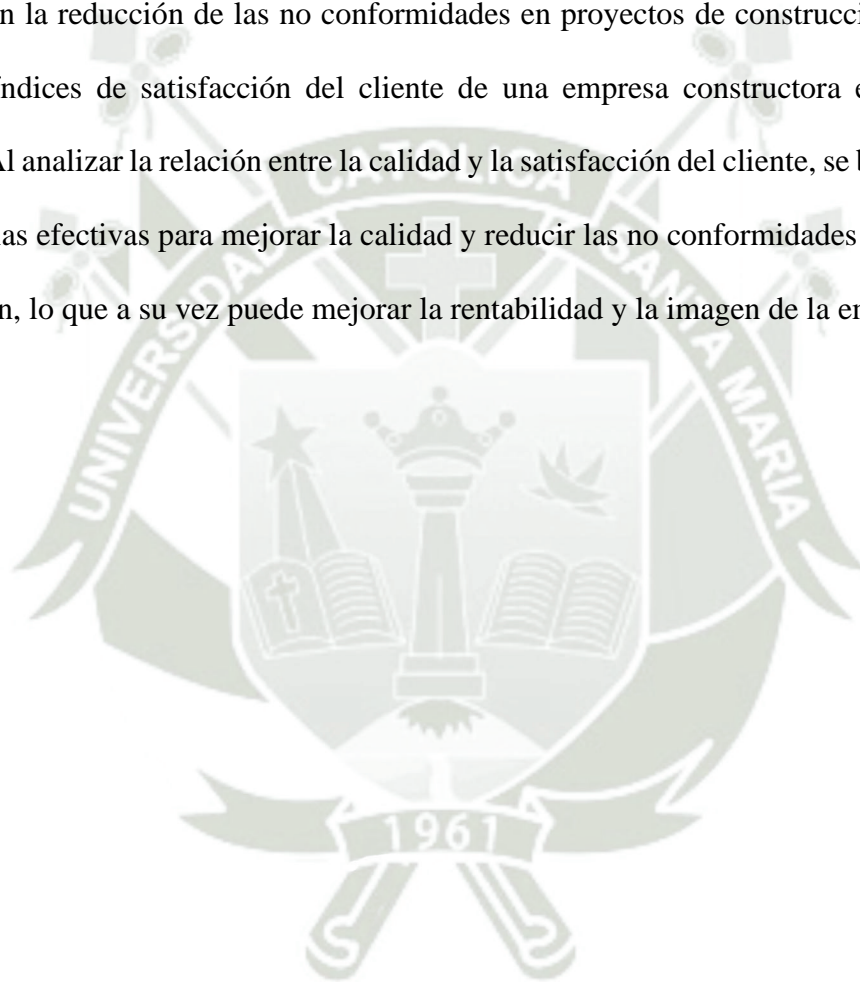 n la reducción de las no conformidades en proyectos de construcci
ndices de satisfacción del cliente de una empresa constructora e
Al analizar la relación entre la calidad y la satisfacción del cliente, se
as efectivas para mejorar la calidad y reducir las no conformidades
n, lo que a su vez puede mejorar la rentabilidad y la imagen de la e
UNIVERSIDAD CATOLICA SANTA MARIA
1961